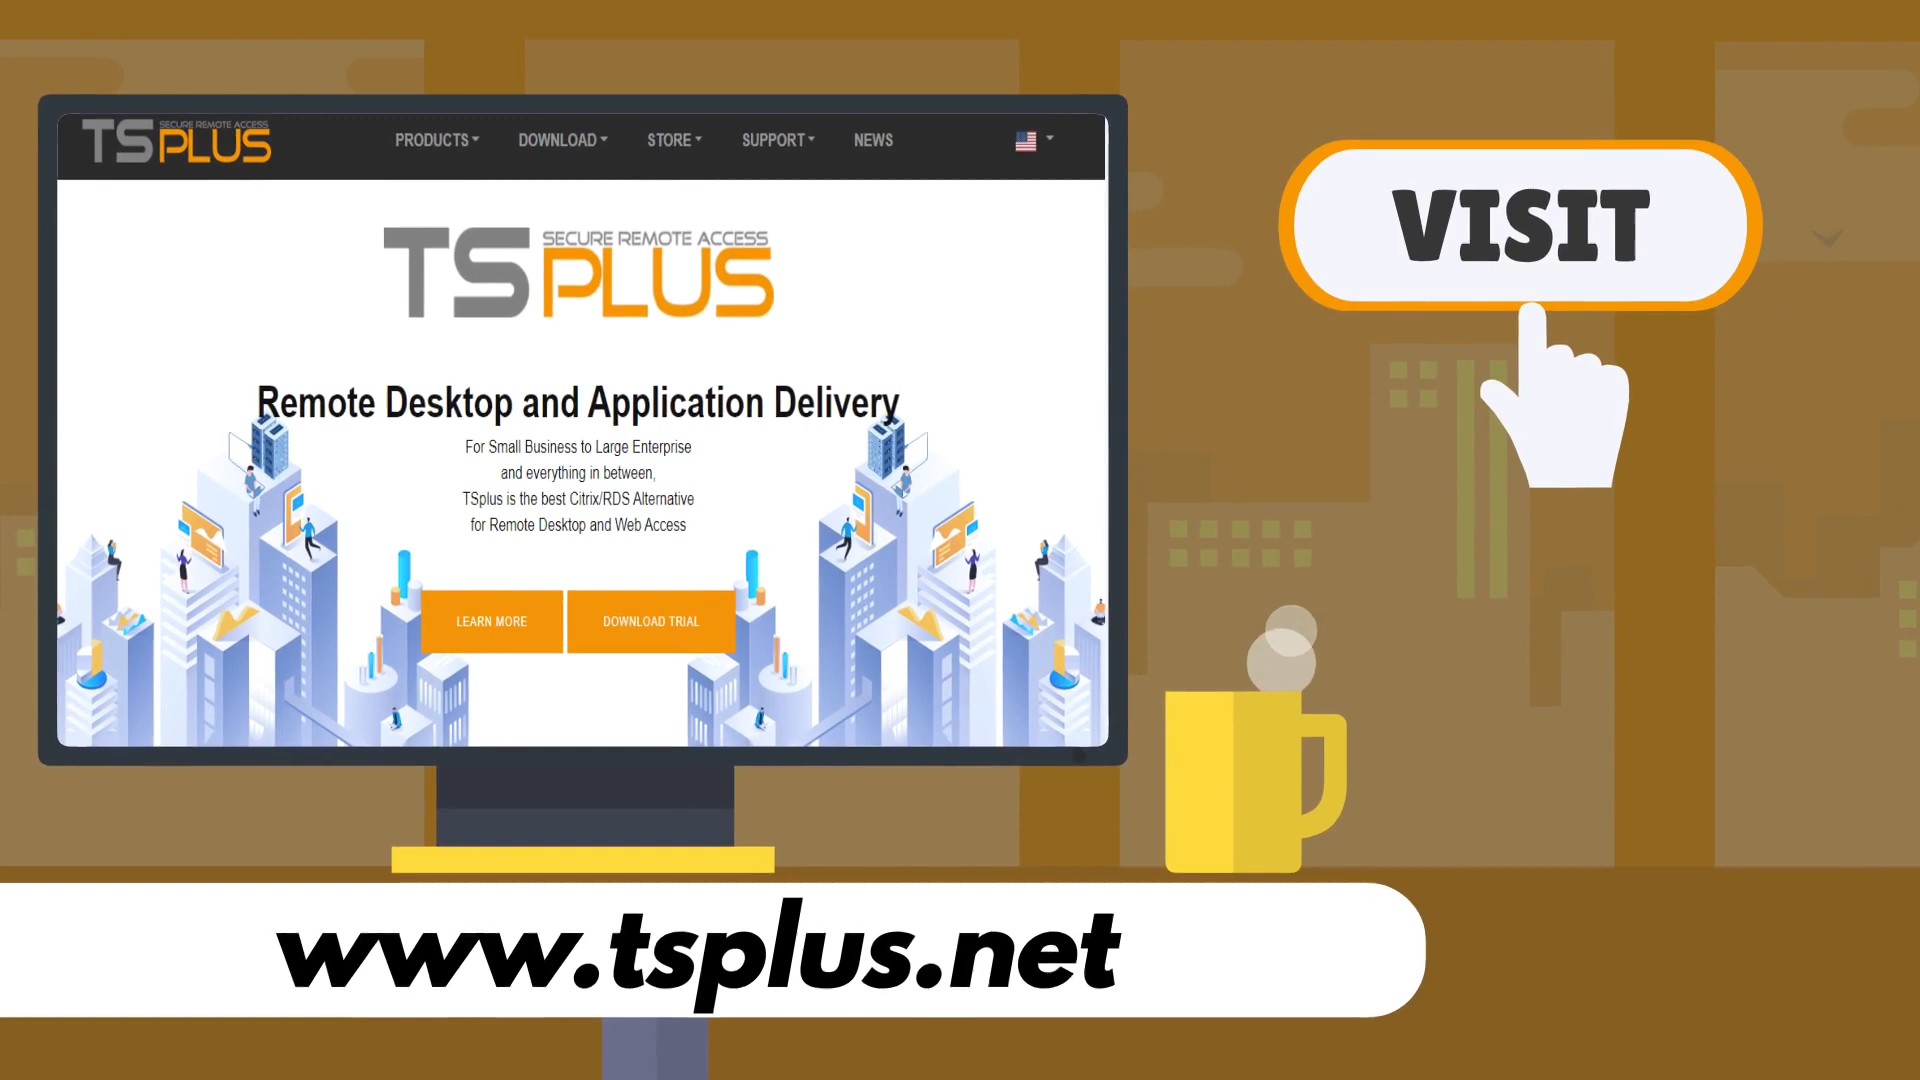 TSPLUS SECURE REMOTE ACCESS
PRODUCTS DOWNLOAD STORE SUPPORT NEWS
TSPLUS SECURE REMOTE ACCESS
Remote Desktop and Application Delivery
For Small Business to Large Enterprise
and everything in between,
TSplus is the best Citrix/RDS Alternative
for Remote Desktop and Web Access
LEARN MORE DOWNLOAD TRIAL
VISIT
www.tsplus.net